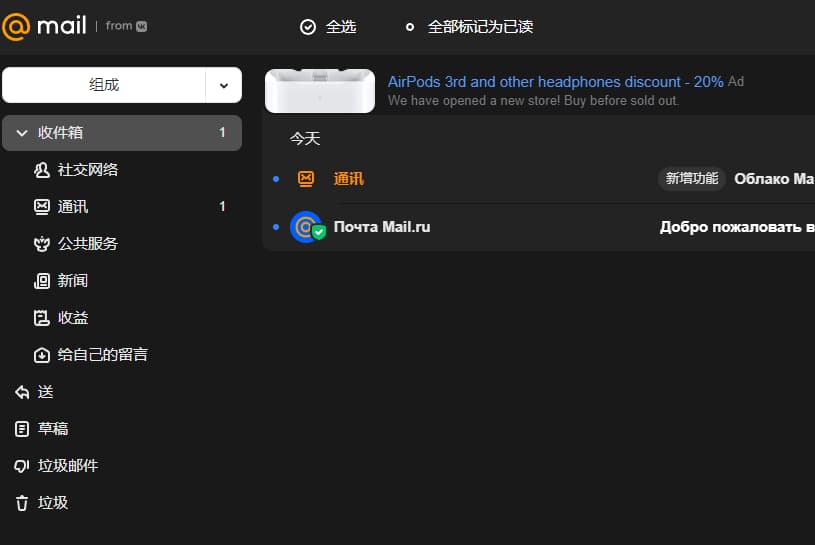 @mail from VK
全选
全部标记为已读
组成
AirPods 3rd and other headphones discount - 20% Ad
We have opened a new store! Buy before sold out.
收件箱 1
今天
社交网络
通讯 新增功能 Облако Ма
通讯 1
Почта Mail.ru Добро пожаловать в
公共服务
新闻
收益
给自己的留言
送
草稿
垃圾邮件
垃圾